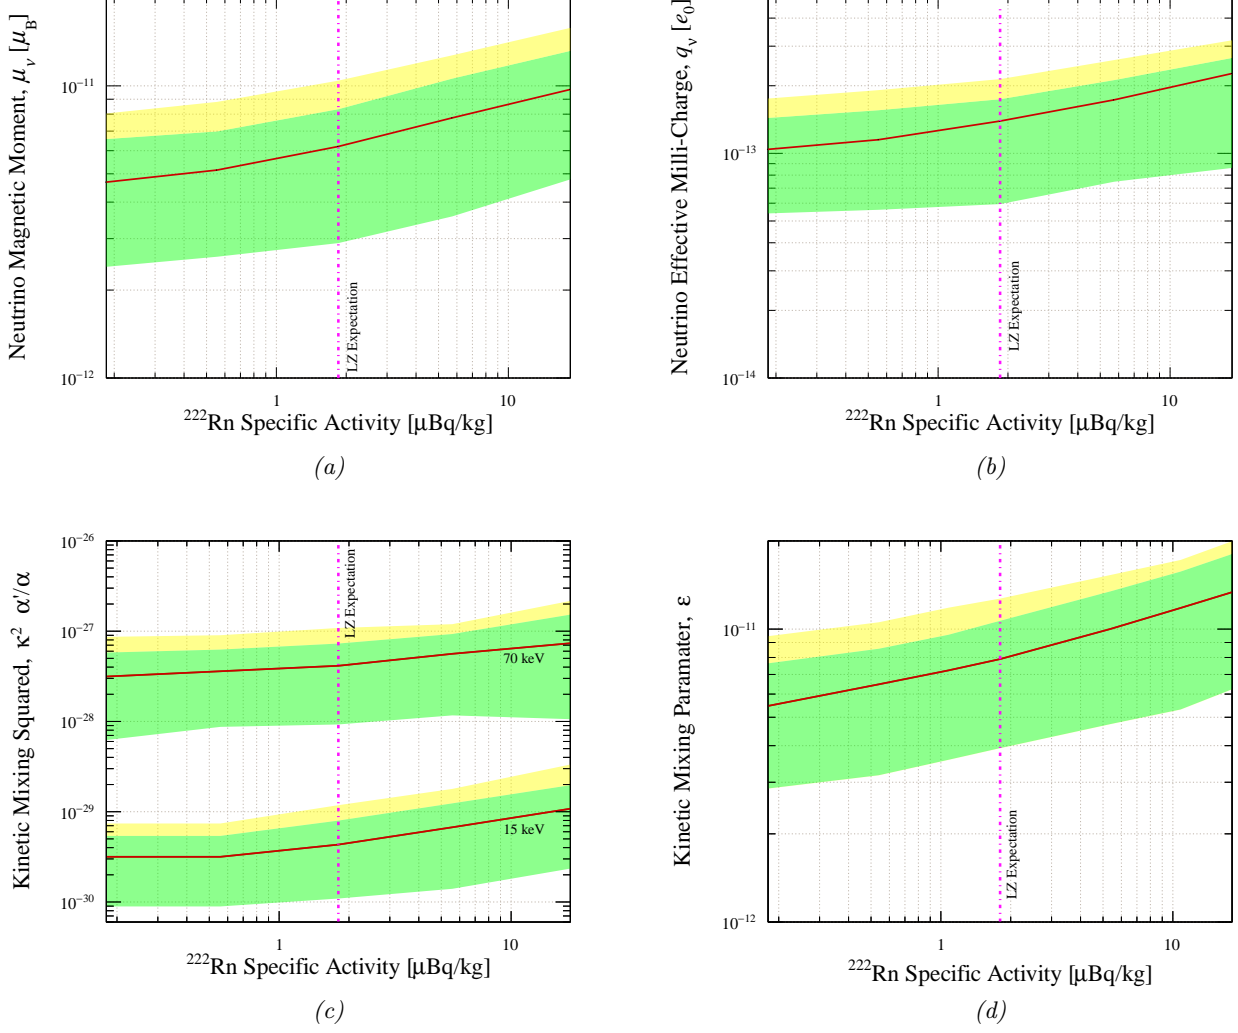 Neutrino Magnetic Moment, μᵥ [μB]
10⁻¹¹
10⁻¹²
LZ Expectation
1
10
²²²Rn Specific Activity [μBq/kg]
(a)
Neutrino Effective Milli-Charge, qᵥ [e₀]
10⁻¹³
10⁻¹⁴
LZ Expectation
1
10
²²²Rn Specific Activity [μBq/kg]
(b)
Kinetic Mixing Squared, κ² α'/α
10⁻²⁶
10⁻²⁷
10⁻²⁸
10⁻²⁹
10⁻³⁰
LZ Expectation
70 keV
15 keV
1
10
²²²Rn Specific Activity [μBq/kg]
(c)
Kinetic Mixing Paramater, ε
10⁻¹¹
10⁻¹²
LZ Expectation
1
10
²²²Rn Specific Activity [μBq/kg]
(d)